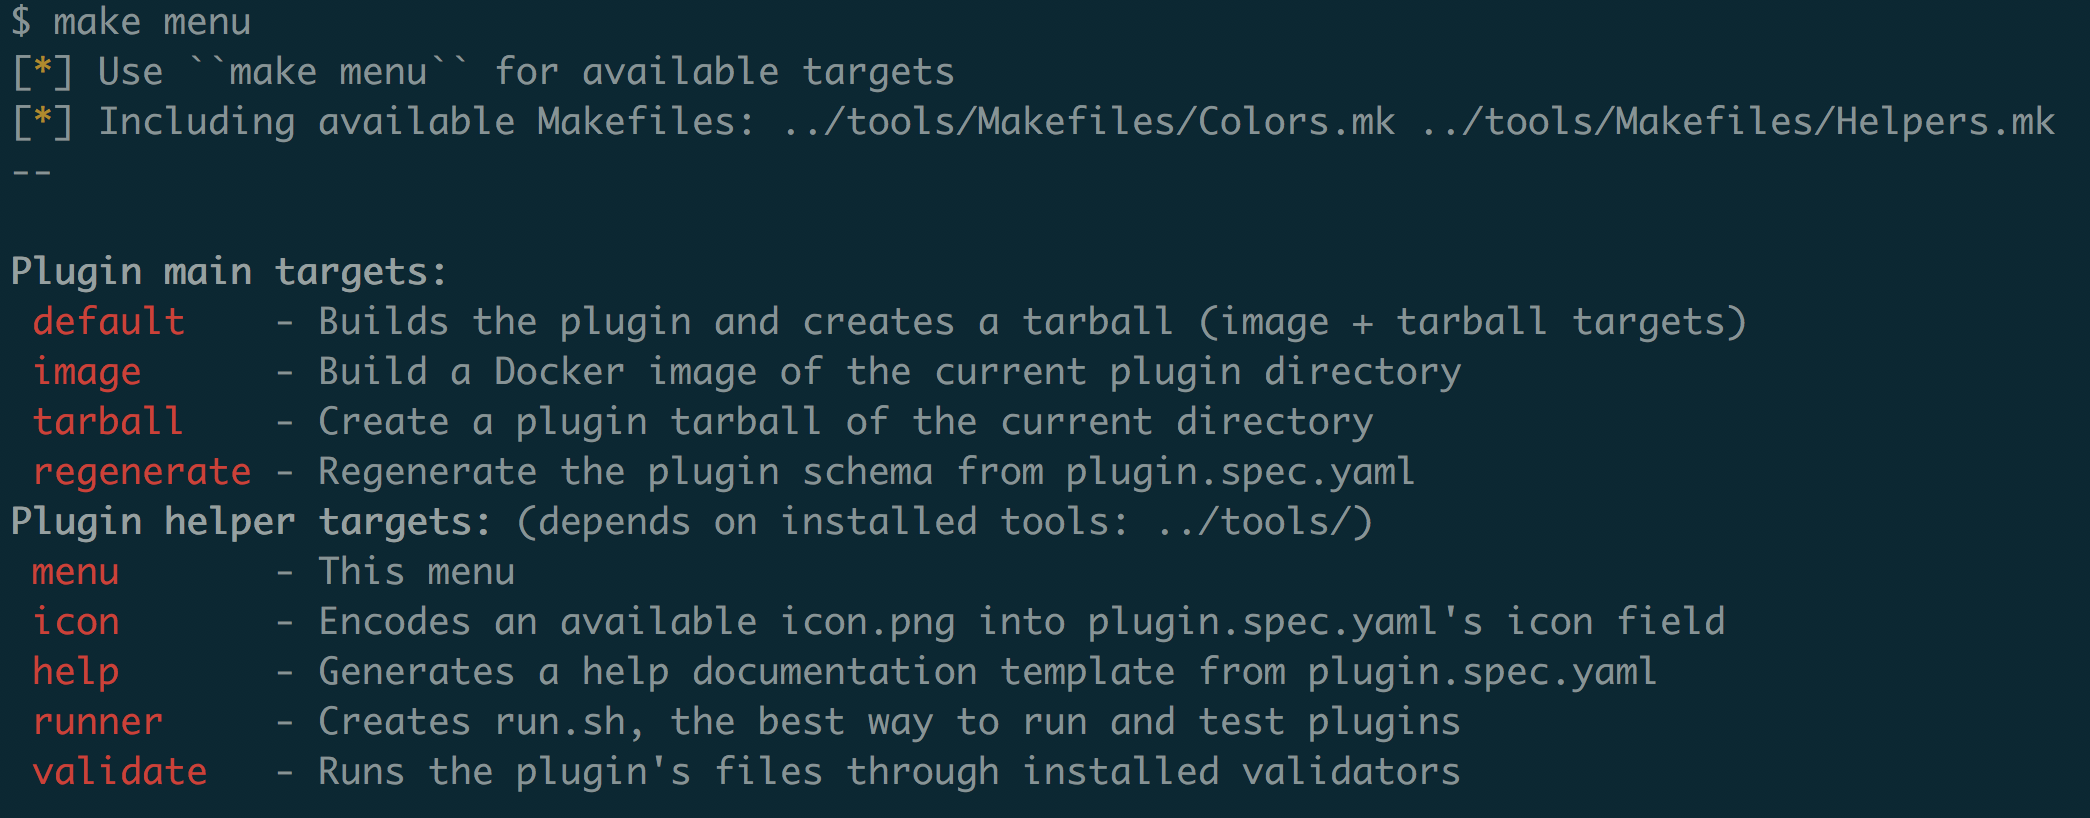 $ make menu
[*] Use ``make menu`` for available targets
[*] Including available Makefiles: ../tools/Makefiles/Colors.mk ../tools/Makefiles/Helpers.mk
--
Plugin main targets:
default - Builds the plugin and creates a tarball (image + tarball targets)
image - Build a Docker image of the current plugin directory
tarball - Create a plugin tarball of the current directory
regenerate - Regenerate the plugin schema from plugin.spec.yaml
Plugin helper targets: (depends on installed tools: ../tools/)
menu - This menu
icon - Encodes an available icon.png into plugin.spec.yaml's icon field
help - Generates a help documentation template from plugin.spec.yaml
runner - Creates run.sh, the best way to run and test plugins
validate - Runs the plugin's files through installed validators